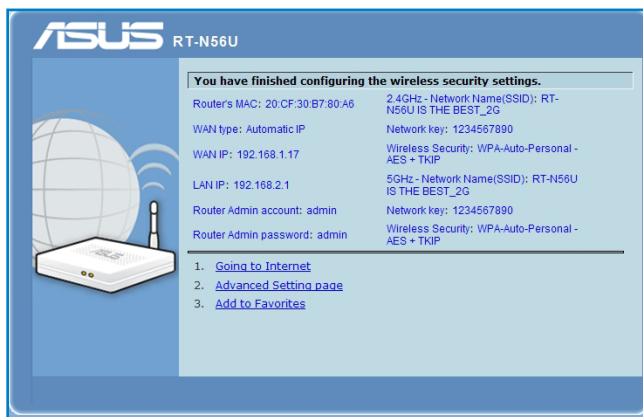 ASUS RT-N56U
You have finished configuring the wireless security settings.
Router's MAC: 20:CF:30:B7:80:A6
WAN type: Automatic IP
WAN IP: 192.168.1.17
LAN IP: 192.168.2.1
Router Admin account: admin
Router Admin password: admin
2.4GHz - Network Name(SSID): RT-
N56U IS THE BEST_2G
Network key: 1234567890
Wireless Security: WPA-Auto-Personal -
AES + TKIP
5GHz - Network Name(SSID): RT-N56U
IS THE BEST_2G
Network key: 1234567890
Wireless Security: WPA-Auto-Personal -
AES + TKIP
1. Going to Internet
2. Advanced Setting page
3. Add to Favorites
ASUS